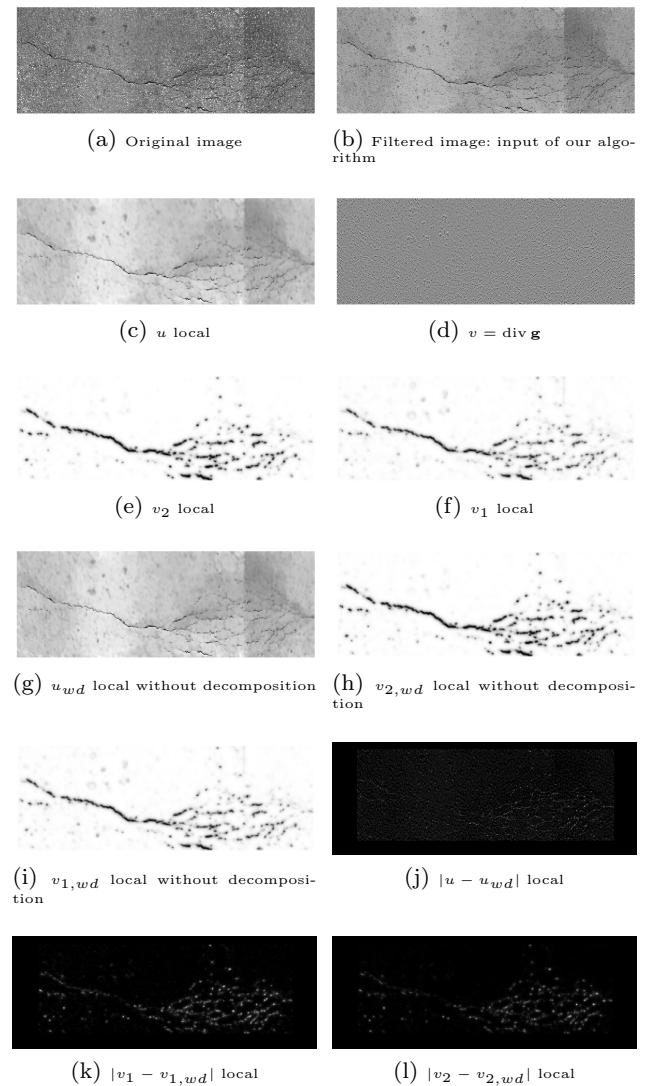 (a) Original image
(b) Filtered image: input of our algo-
rithm
(c) u local
(d) v = div g
(e) v₂ local
(f) v₁ local
(g) u_wd local without decomposition
(h) v₂,wd local without decomposi-
tion
(i) v₁,wd local without decomposi-
tion
(j) |u − u_wd| local
(k) |v₁ − v₁,wd| local
(l) |v₂ − v₂,wd| local